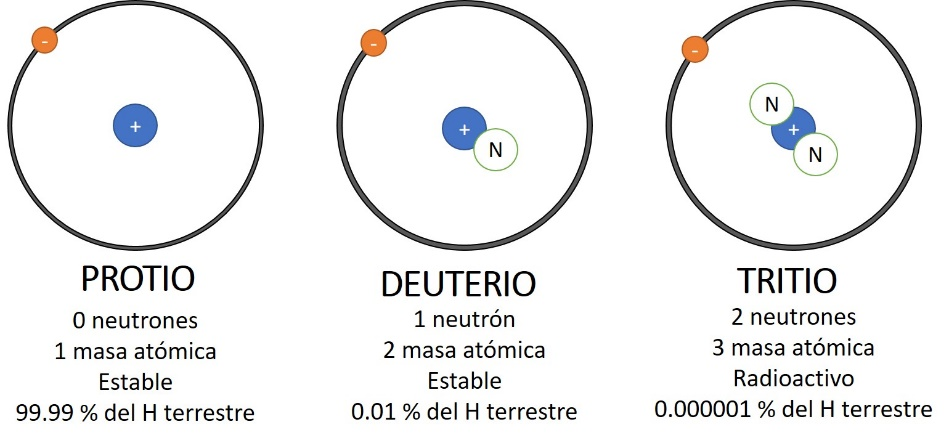 -
+
PROTIO
0 neutrones
1 masa atómica
Estable
99.99 % del H terrestre
-
+
N
DEUTERIO
1 neutrón
2 masa atómica
Estable
0.01 % del H terrestre
-
N
+
N
TRITIO
2 neutrones
3 masa atómica
Radioactivo
0.000001 % del H terrestre